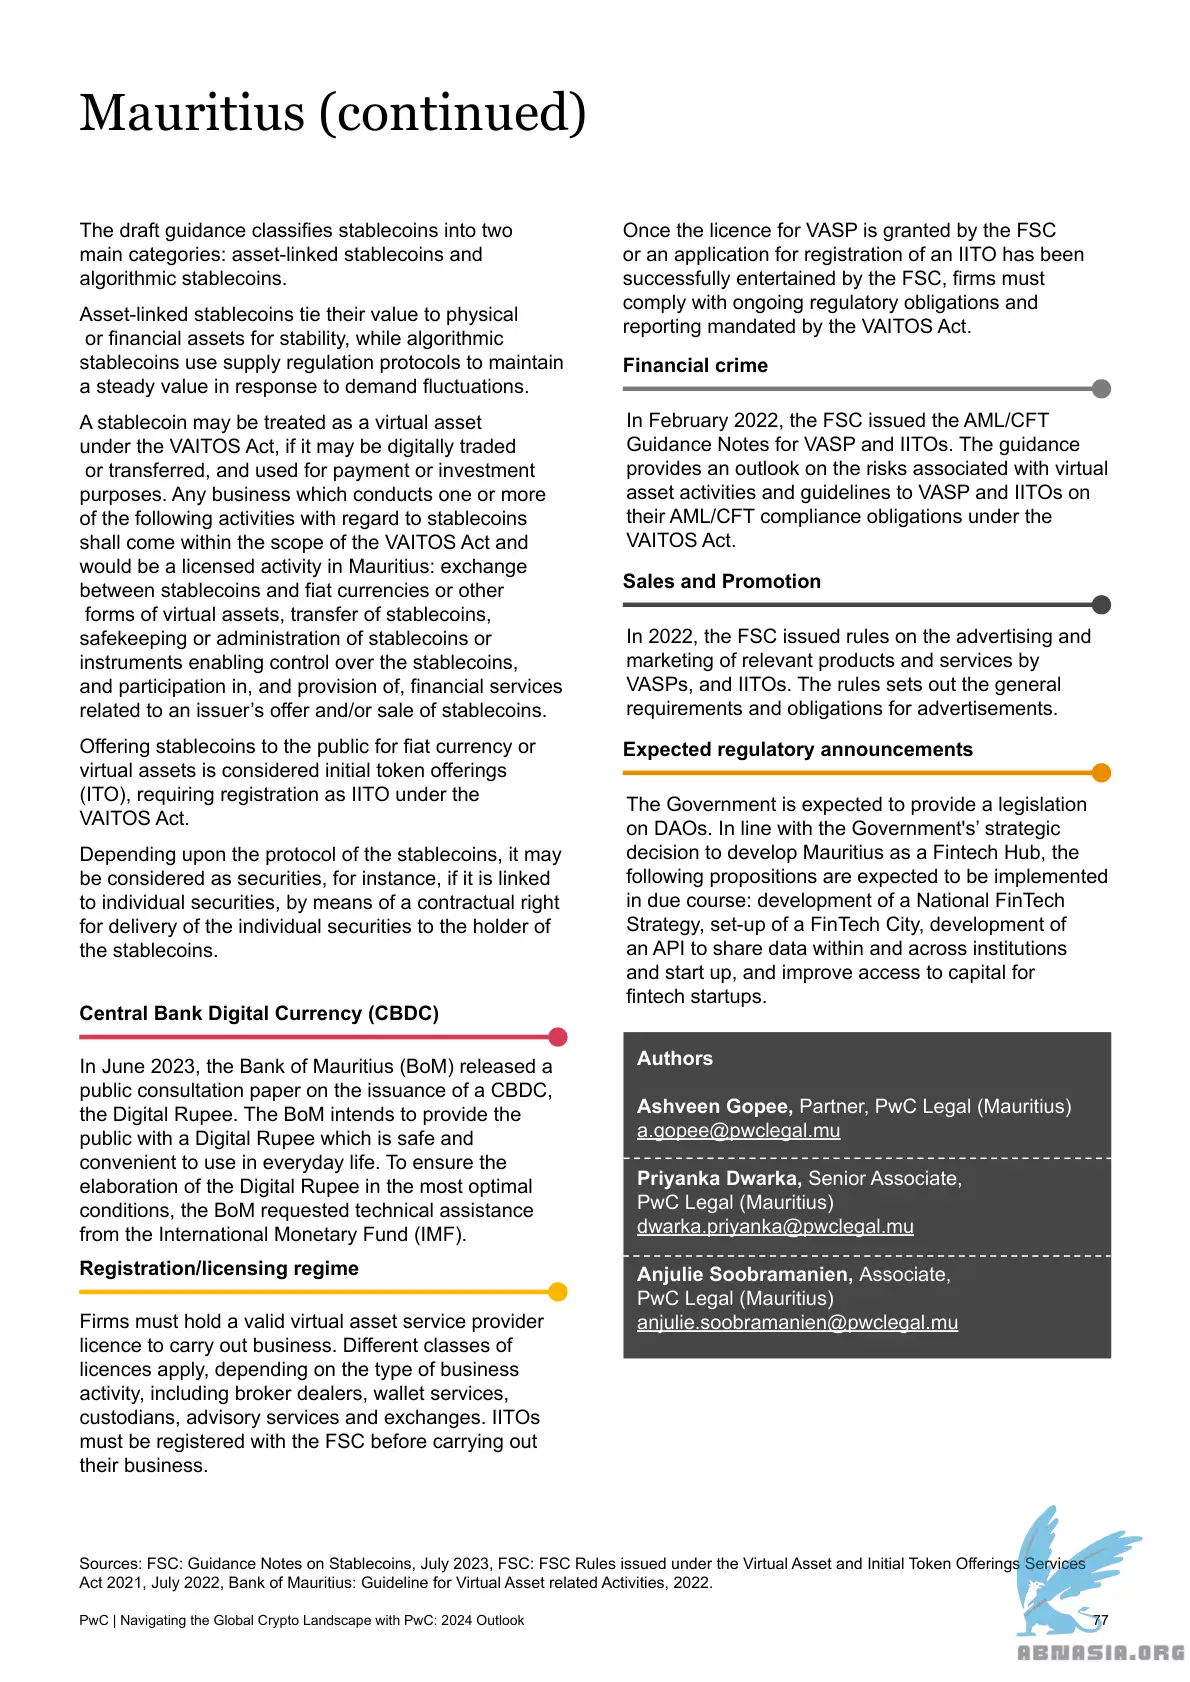 Mauritius (continued)
The draft guidance classifies stablecoins into two
main categories: asset-linked stablecoins and
algorithmic stablecoins.
Asset-linked stablecoins tie their value to physical
or financial assets for stability, while algorithmic
stablecoins use supply regulation protocols to maintain
a steady value in response to demand fluctuations.
A stablecoin may be treated as a virtual asset
under the VAITOS Act, if it may be digitally traded
or transferred, and used for payment or investment
purposes. Any business which conducts one or more
of the following activities with regard to stablecoins
shall come within the scope of the VAITOS Act and
would be a licensed activity in Mauritius: exchange
between stablecoins and fiat currencies or other
forms of virtual assets, transfer of stablecoins,
safekeeping or administration of stablecoins or
instruments enabling control over the stablecoins,
and participation in, and provision of, financial services
related to an issuer’s offer and/or sale of stablecoins.
Offering stablecoins to the public for fiat currency or
virtual assets is considered initial token offerings
(ITO), requiring registration as IITO under the
VAITOS Act.
Depending upon the protocol of the stablecoins, it may
be considered as securities, for instance, if it is linked
to individual securities, by means of a contractual right
for delivery of the individual securities to the holder of
the stablecoins.
Central Bank Digital Currency (CBDC)
In June 2023, the Bank of Mauritius (BoM) released a
public consultation paper on the issuance of a CBDC,
the Digital Rupee. The BoM intends to provide the
public with a Digital Rupee which is safe and
convenient to use in everyday life. To ensure the
elaboration of the Digital Rupee in the most optimal
conditions, the BoM requested technical assistance
from the International Monetary Fund (IMF).
Registration/licensing regime
Firms must hold a valid virtual asset service provider
licence to carry out business. Different classes of
licences apply, depending on the type of business
activity, including broker dealers, wallet services,
custodians, advisory services and exchanges. IITOs
must be registered with the FSC before carrying out
their business.
Once the licence for VASP is granted by the FSC
or an application for registration of an IITO has been
successfully entertained by the FSC, firms must
comply with ongoing regulatory obligations and
reporting mandated by the VAITOS Act.
Financial crime
In February 2022, the FSC issued the AML/CFT
Guidance Notes for VASP and IITOs. The guidance
provides an outlook on the risks associated with virtual
asset activities and guidelines to VASP and IITOs on
their AML/CFT compliance obligations under the
VAITOS Act.
Sales and Promotion
In 2022, the FSC issued rules on the advertising and
marketing of relevant products and services by
VASPs, and IITOs. The rules sets out the general
requirements and obligations for advertisements.
Expected regulatory announcements
The Government is expected to provide a legislation
on DAOs. In line with the Government's’ strategic
decision to develop Mauritius as a Fintech Hub, the
following propositions are expected to be implemented
in due course: development of a National FinTech
Strategy, set-up of a FinTech City, development of
an API to share data within and across institutions
and start up, and improve access to capital for
fintech startups.
Authors
Ashveen Gopee, Partner, PwC Legal (Mauritius)
a.gopee@pwclegal.mu
Priyanka Dwarka, Senior Associate,
PwC Legal (Mauritius)
dwarka.priyanka@pwclegal.mu
Anjulie Soobramanien, Associate,
PwC Legal (Mauritius)
anjulie.soobramanien@pwclegal.mu
Sources: FSC: Guidance Notes on Stablecoins, July 2023, FSC: FSC Rules issued under the Virtual Asset and Initial Token Offerings Services
Act 2021, July 2022, Bank of Mauritius: Guideline for Virtual Asset related Activities, 2022.
PwC | Navigating the Global Crypto Landscape with PwC: 2024 Outlook
77
ABNASIA.ORG